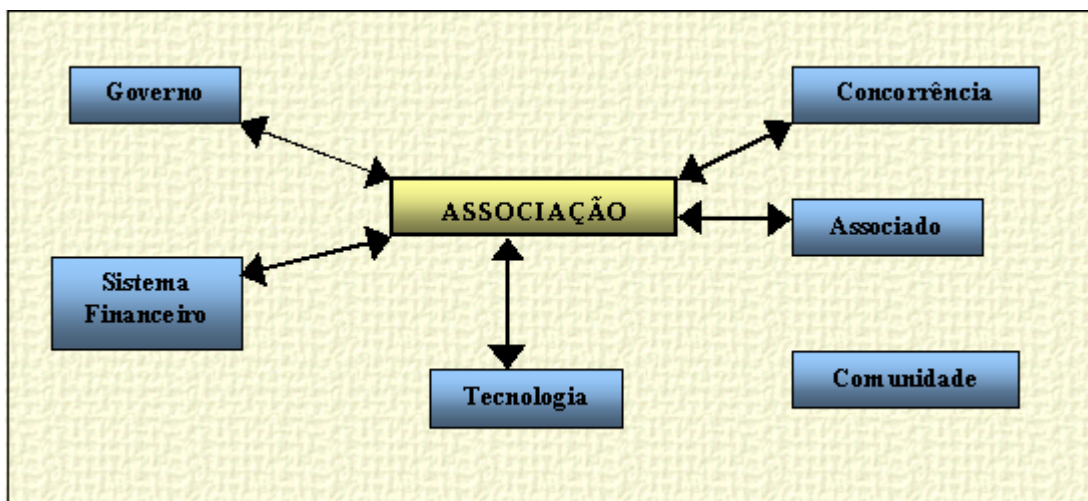 Governo
Concorrência
ASSOCIAÇÃO
Associado
Sistema
Financeiro
Comunidade
Tecnologia